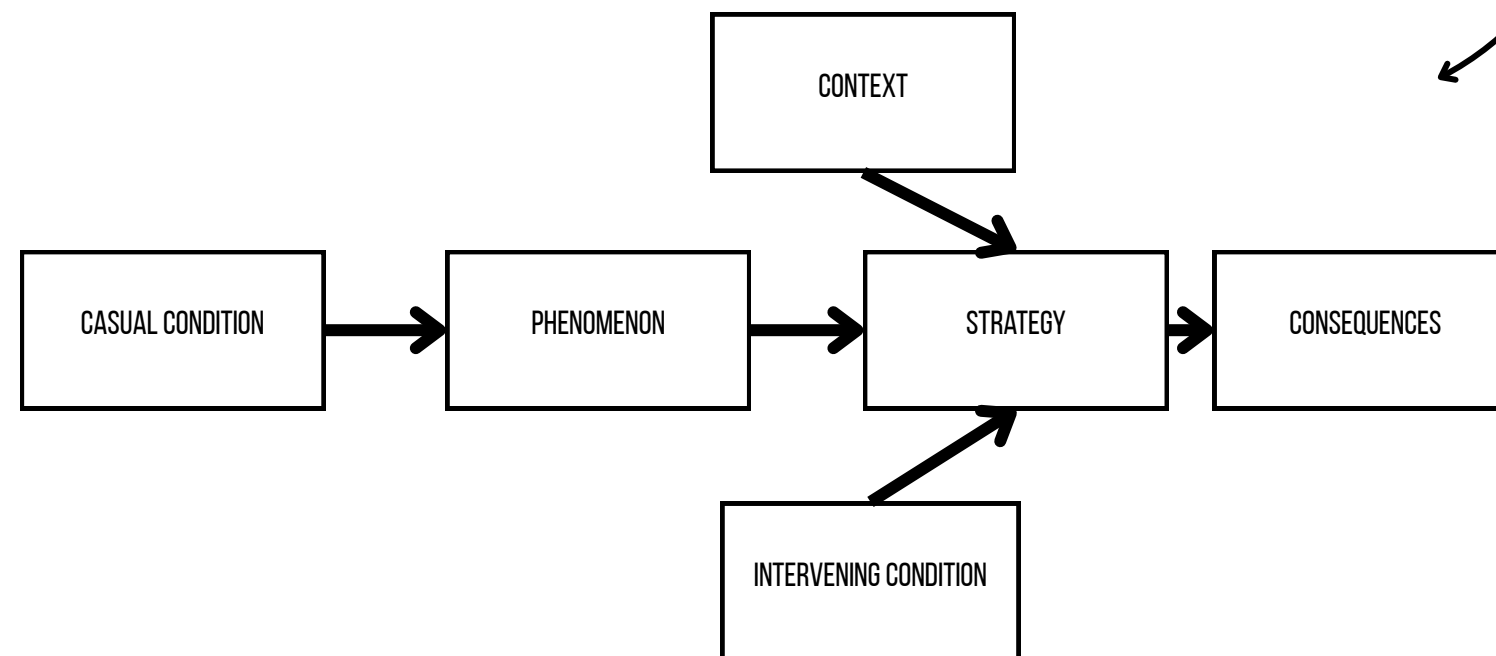 CONTEXT
CASUAL CONDITION
PHENOMENON
STRATEGY
CONSEQUENCES
INTERVENING CONDITION